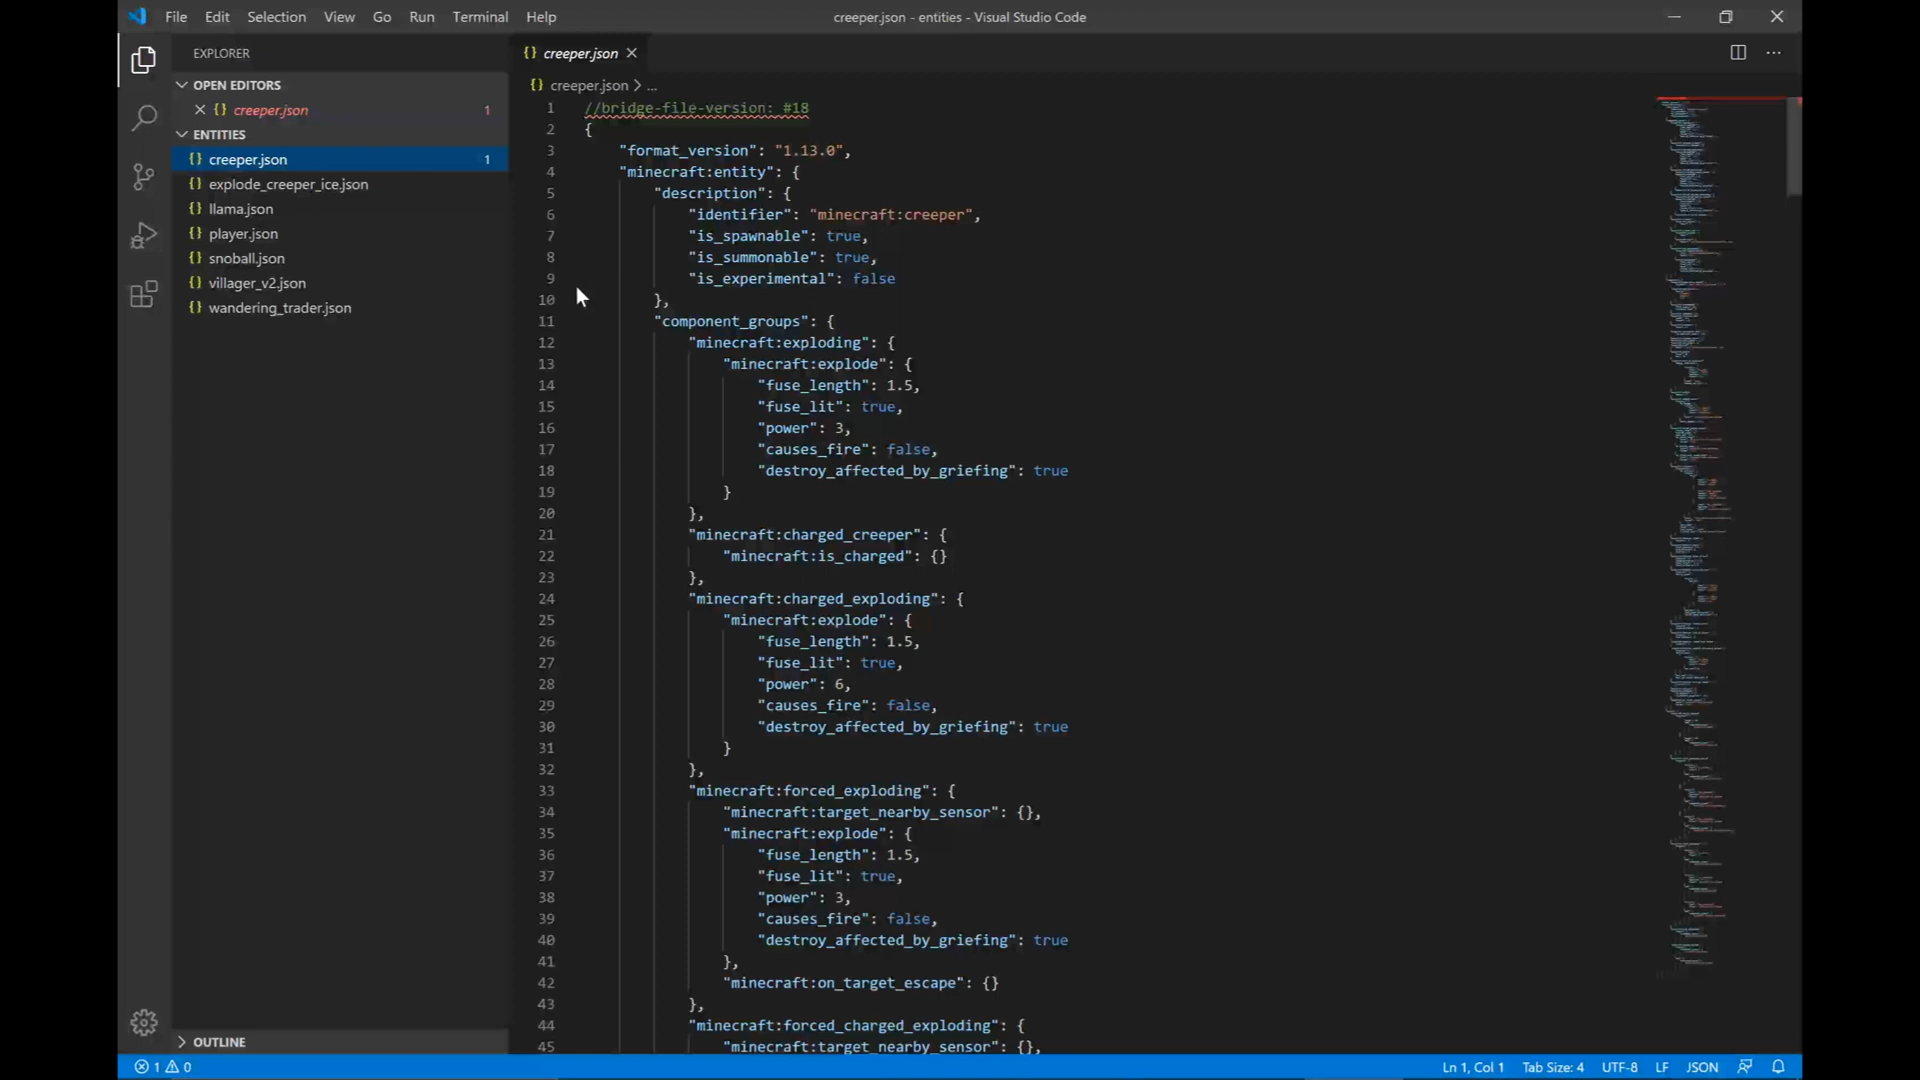 File Edit Selection View Go Run Terminal Help
creeper.json - entities - Visual Studio Code
EXPLORER
OPEN EDITORS
{} creeper.json 1
ENTITIES
{} creeper.json 1
{} explode_creeper_ice.json
{} llama.json
{} player.json
{} snoball.json
{} villager_v2.json
{} wandering_trader.json
OUTLINE
{} creeper.json
{} creeper.json > ...
1 //bridge-file-version: #18
2 {
3 "format_version": "1.13.0",
4 "minecraft:entity": {
5 "description": {
6 "identifier": "minecraft:creeper",
7 "is_spawnable": true,
8 "is_summonable": true,
9 "is_experimental": false
10 },
11 "component_groups": {
12 "minecraft:exploding": {
13 "minecraft:explode": {
14 "fuse_length": 1.5,
15 "fuse_lit": true,
16 "power": 3,
17 "causes_fire": false,
18 "destroy_affected_by_griefing": true
19 }
20 },
21 "minecraft:charged_creeper": {
22 "minecraft:is_charged": {}
23 },
24 "minecraft:charged_exploding": {
25 "minecraft:explode": {
26 "fuse_length": 1.5,
27 "fuse_lit": true,
28 "power": 6,
29 "causes_fire": false,
30 "destroy_affected_by_griefing": true
31 }
32 },
33 "minecraft:forced_exploding": {
34 "minecraft:target_nearby_sensor": {},
35 "minecraft:explode": {
36 "fuse_length": 1.5,
37 "fuse_lit": true,
38 "power": 3,
39 "causes_fire": false,
40 "destroy_affected_by_griefing": true
41 },
42 "minecraft:on_target_escape": {}
43 },
44 "minecraft:forced_charged_exploding": {
45 "minecraft:target_nearby_sensor": {},
1 0
Ln 1, Col 1 Tab Size: 4 UTF-8 LF JSON